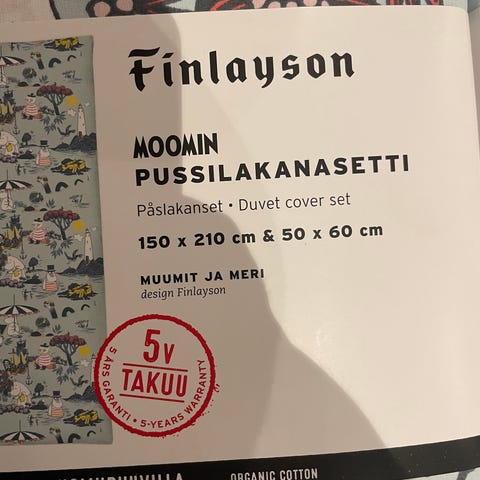 Finlayson
MOOMIN
PUSSILAKANASETTI
Påslakanset • Duvet cover set
150 x 210 cm & 50 x 60 cm
MUUMIT JA MERI
design Finlayson
5v
TAKUU
5 ÅRS GARANTI • 5-YEARS WARRANTY
ORGANIC COTTON